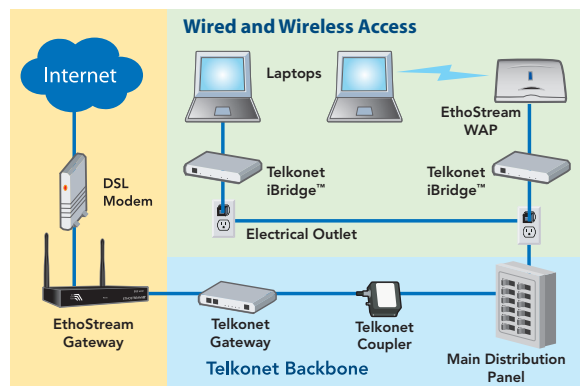 Wired and Wireless Access
Internet
Laptops
EthoStream
WAP
DSL
Modem
Telkonet
iBridge™
Telkonet
iBridge™
Electrical Outlet
EthoStream
Gateway
Telkonet
Gateway
Telkonet
Coupler
Main Distribution
Panel
Telkonet Backbone